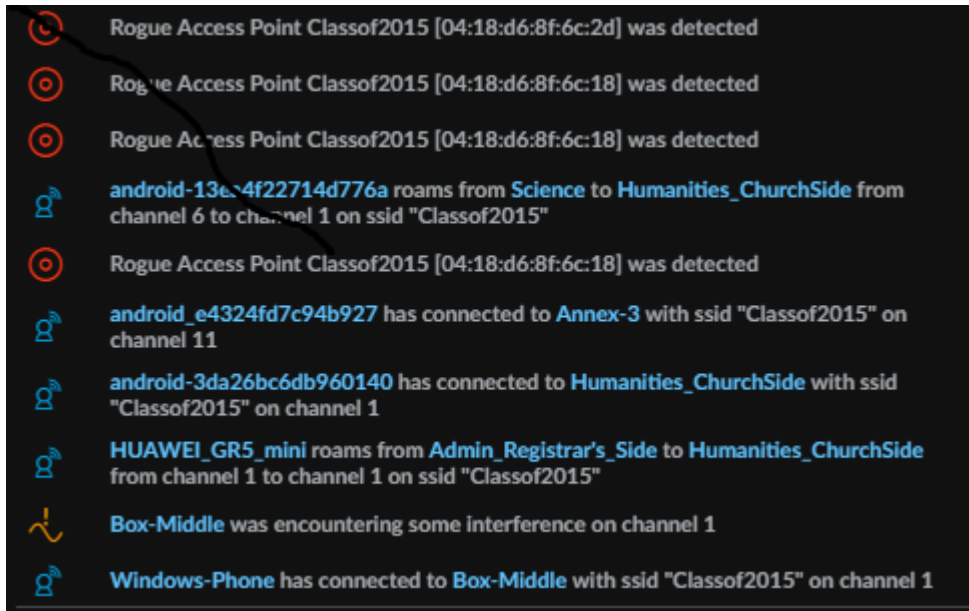 Rogue Access Point Classof2015 [04:18:d6:8f:6c:2d] was detected
Rogue Access Point Classof2015 [04:18:d6:8f:6c:18] was detected
Rogue Access Point Classof2015 [04:18:d6:8f:6c:18] was detected
android-13ee4f22714d776a roams from Science to Humanities_ChurchSide from
channel 6 to channel 1 on ssid "Classof2015"
Rogue Access Point Classof2015 [04:18:d6:8f:6c:18] was detected
android_e4324fd7c94b927 has connected to Annex-3 with ssid "Classof2015" on
channel 11
android-3da26bc6db960140 has connected to Humanities_ChurchSide with ssid
"Classof2015" on channel 1
HUAWEI_GR5_mini roams from Admin_Registrar's_Side to Humanities_ChurchSide
from channel 1 to channel 1 on ssid "Classof2015"
Box-Middle was encountering some interference on channel 1
Windows-Phone has connected to Box-Middle with ssid "Classof2015" on channel 1